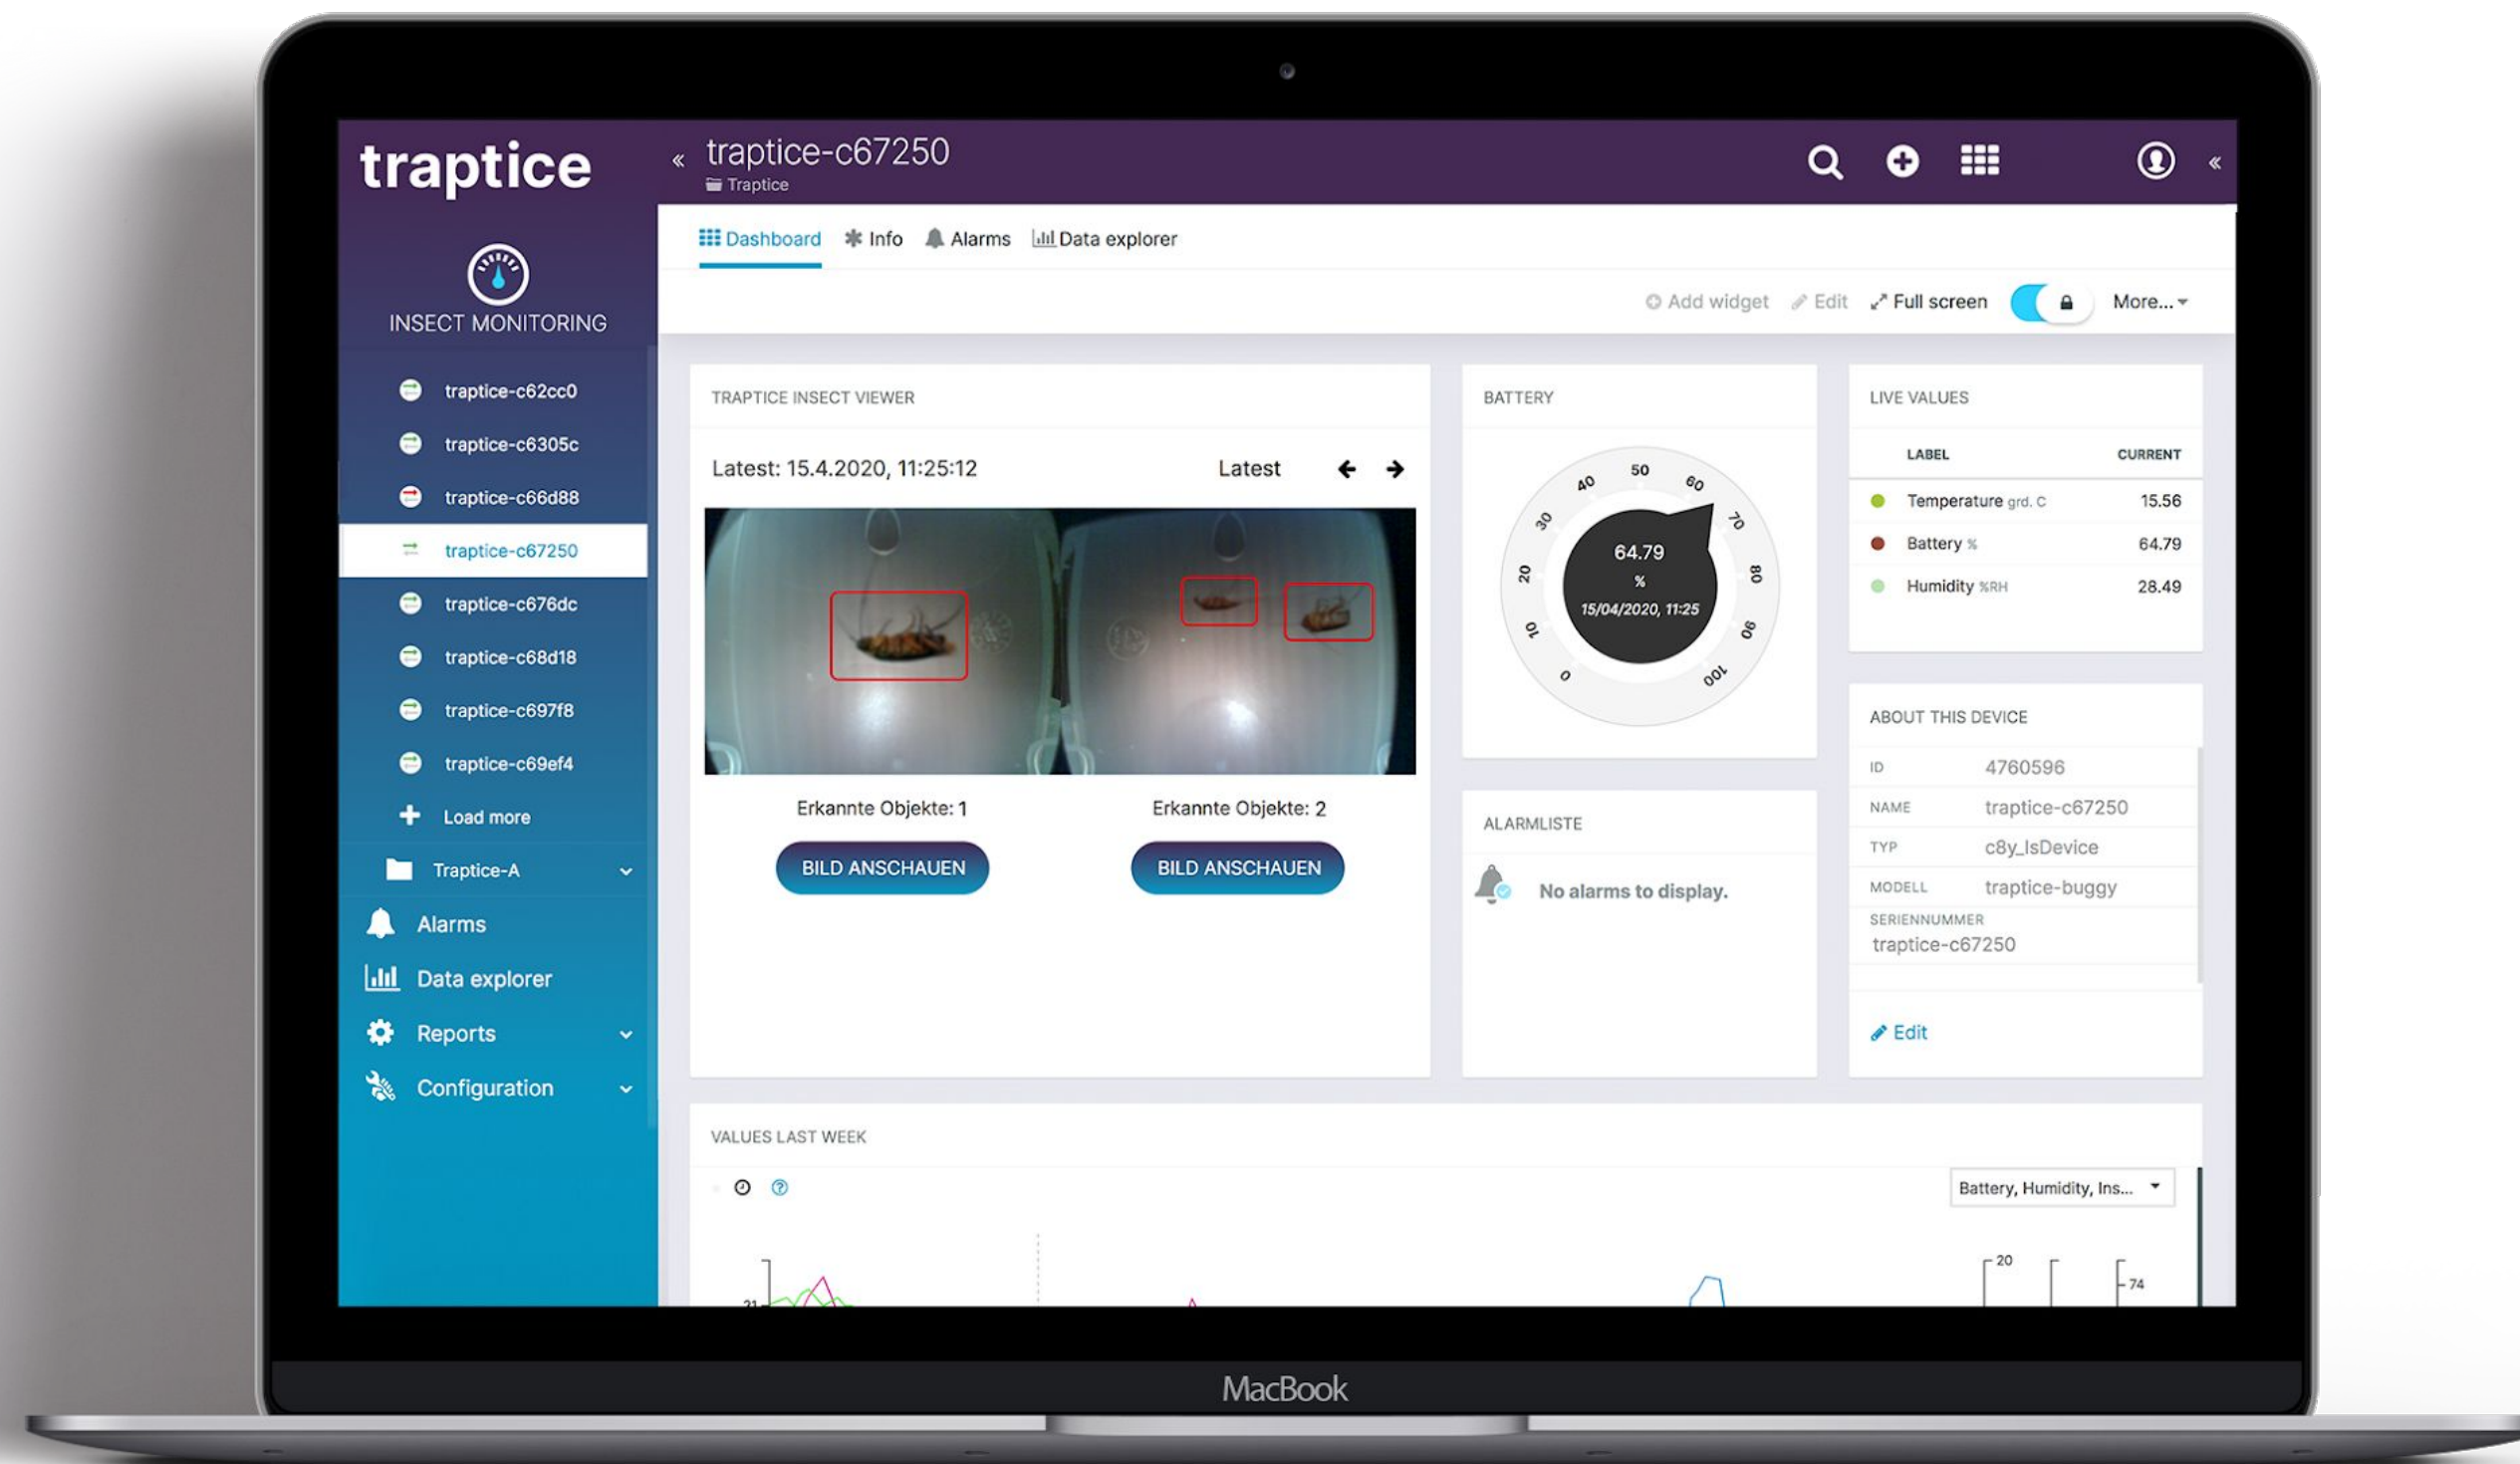 traptice
« traptice-c67250
Traptice
«
INSECT MONITORING
traptice-c62cc0
traptice-c6305c
traptice-c66d88
traptice-c67250
traptice-c676dc
traptice-c68d18
traptice-c697f8
traptice-c69ef4
Load more
Traptice-A
Alarms
Data explorer
Reports
Configuration
Dashboard Info Alarms Data explorer
Add widget Edit Full screen More...
TRAPTICE INSECT VIEWER
Latest: 15.4.2020, 11:25:12 Latest
Erkannte Objekte: 1
BILD ANSCHAUEN
Erkannte Objekte: 2
BILD ANSCHAUEN
BATTERY
0 10 20 30 40 50 60 70 80 90 100
64.79
%
15/04/2020, 11:25
ALARMLISTE
No alarms to display.
LIVE VALUES
LABEL CURRENT
Temperature grd. C 15.56
Battery % 64.79
Humidity %RH 28.49
ABOUT THIS DEVICE
ID 4760596
NAME traptice-c67250
TYP c8y_IsDevice
MODELL traptice-buggy
SERIENNUMMER
traptice-c67250
Edit
VALUES LAST WEEK
Battery, Humidity, Ins...
20
74
MacBook